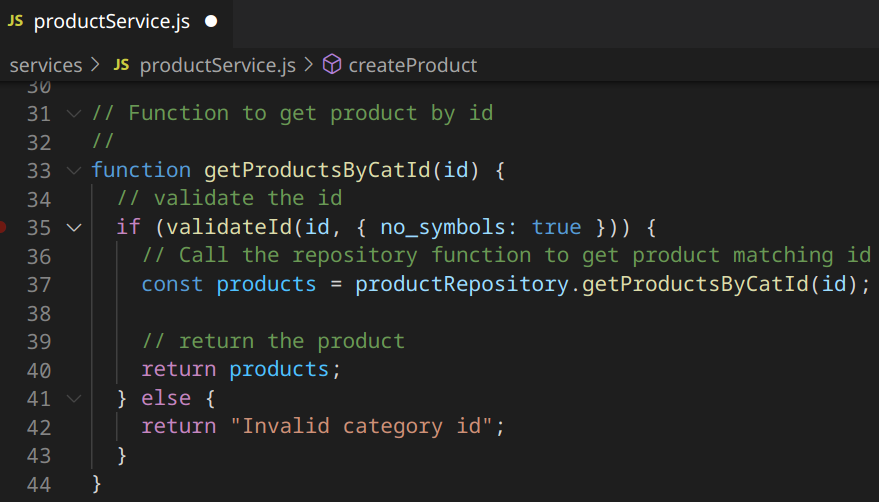 JS productService.js
services > JS productService.js > createProduct
30
31 // Function to get product by id
32 //
33 function getProductsByCatId(id) {
34 // validate the id
35 if (validateId(id, { no_symbols: true })) {
36 // Call the repository function to get product matching id
37 const products = productRepository.getProductsByCatId(id);
38
39 // return the product
40 return products;
41 } else {
42 return "Invalid category id";
43 }
44 }